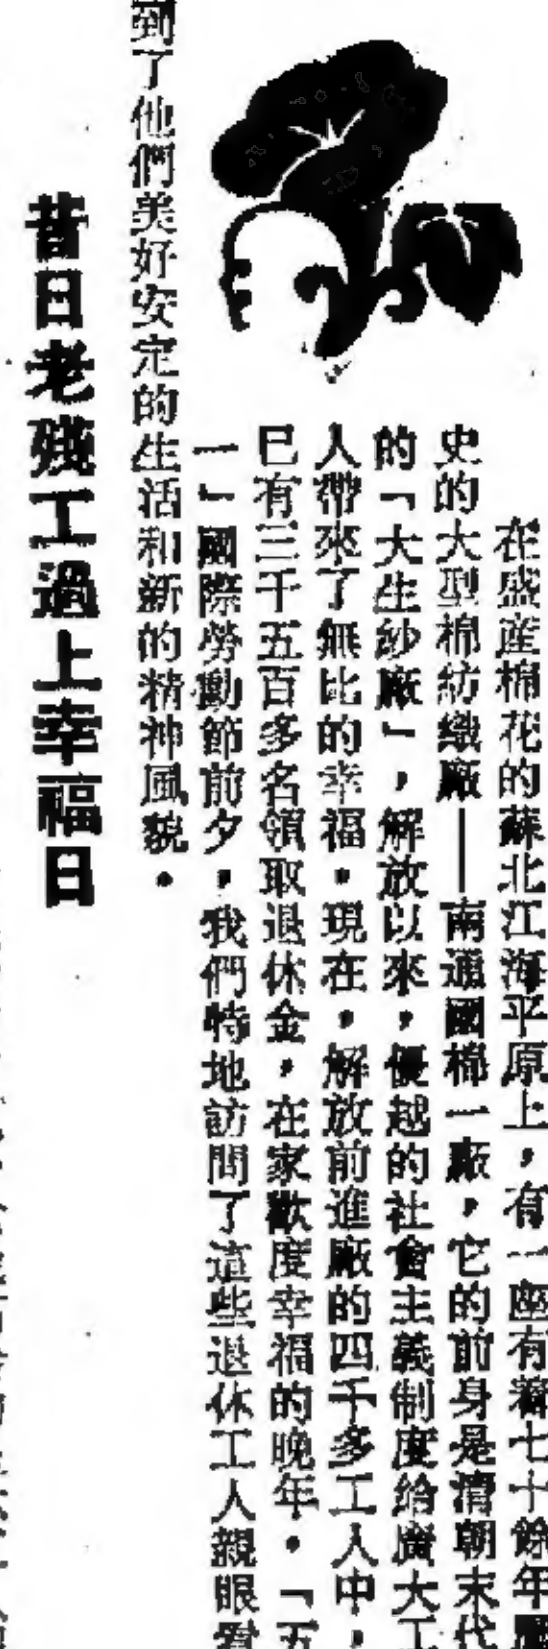 在盛産棉花的蘇北江海平原上，有一座有着七十餘年歷
史的大型棉紡織廠——南通國棉一廠，它的前身是清朝末代
的「大生紗廠」，解放以來，優越的社會主義制度給廣大工
人帶來了無比的幸福。現在，解放前進廠的四千多工人中，
已有三千五百多名領取退休金，在家歡度幸福的晚年。「五
一」國際勞動節前夕，我們特地訪問了這些退休工人親眼看
到了他們美好安定的生活和新的精神風貌。
昔日老殘工過上幸福日